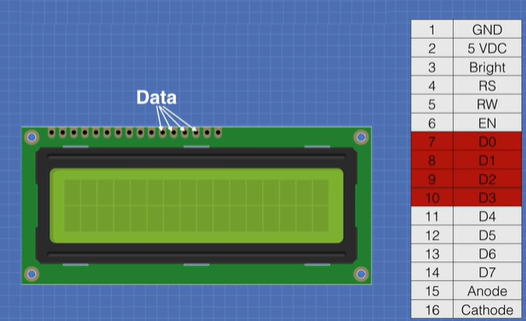 Data
1 GND
2 5 VDC
3 Bright
4 RS
5 RW
6 EN
7 D0
8 D1
9 D2
10 D3
11 D4
12 D5
13 D6
14 D7
15 Anode
16 Cathode